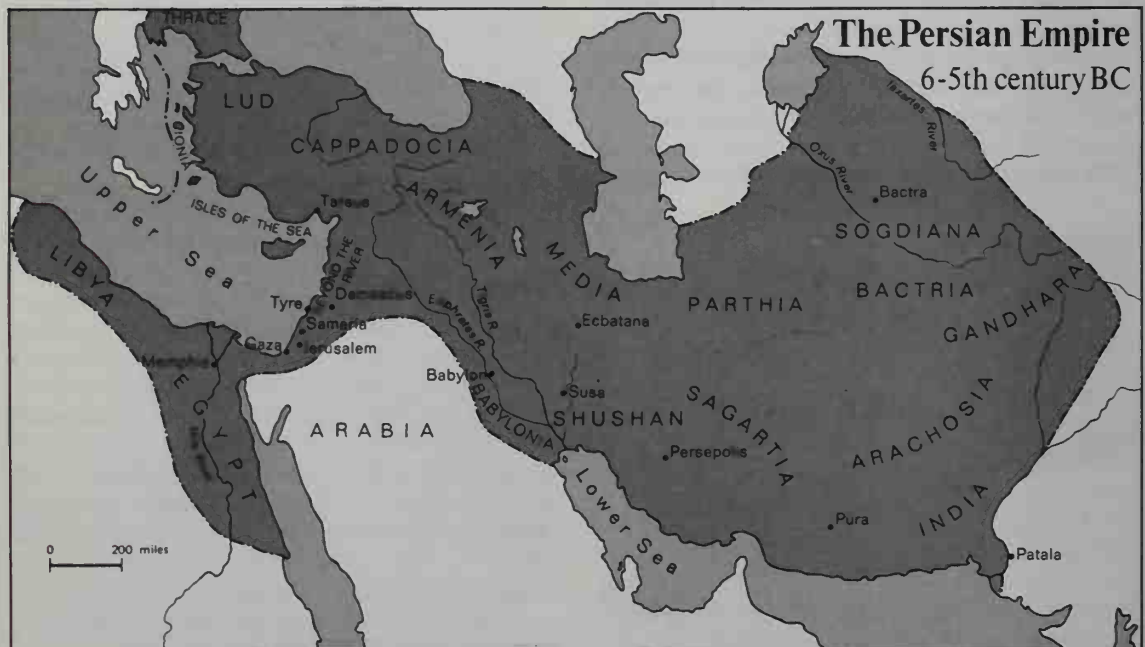 The Persian Empire
6-5th century BC
THRACE
LUD
CAPPADOCIA
IONIA
ARMENIA
Tarsus
ISLES OF THE SEA
Upper Sea
BEYOND THE RIVER
LIBYA
Tyre
Damascus
Samaria
Gaza
Jerusalem
Memphis
EGYPT
Euphrates R.
Tigris R.
MEDIA
Ecbatana
Babylon
BABYLONIA
Susa
SHUSHAN
ARABIA
Persepolis
SAGARTIA
PARTHIA
Oxus River
River
Bactra
SOGDIANA
BACTRIA
GANDHARA
ARACHOSIA
INDIA
Pura
Patala
Lower Sea
0 200 miles